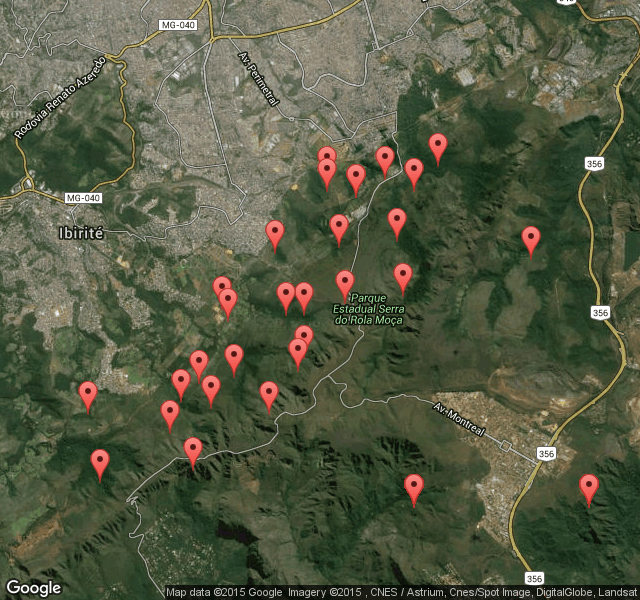 040
MG-040
Rodovia Renato Azeredo
Av. Perimetral
356
MG-040
Ibirité
Parque
Estadual Serra
do Rola Moça
356
Av. Montreal
356
356
Google
Map data ©2015 Google Imagery ©2015 , CNES / Astrium, Cnes/Spot Image, DigitalGlobe, Landsat